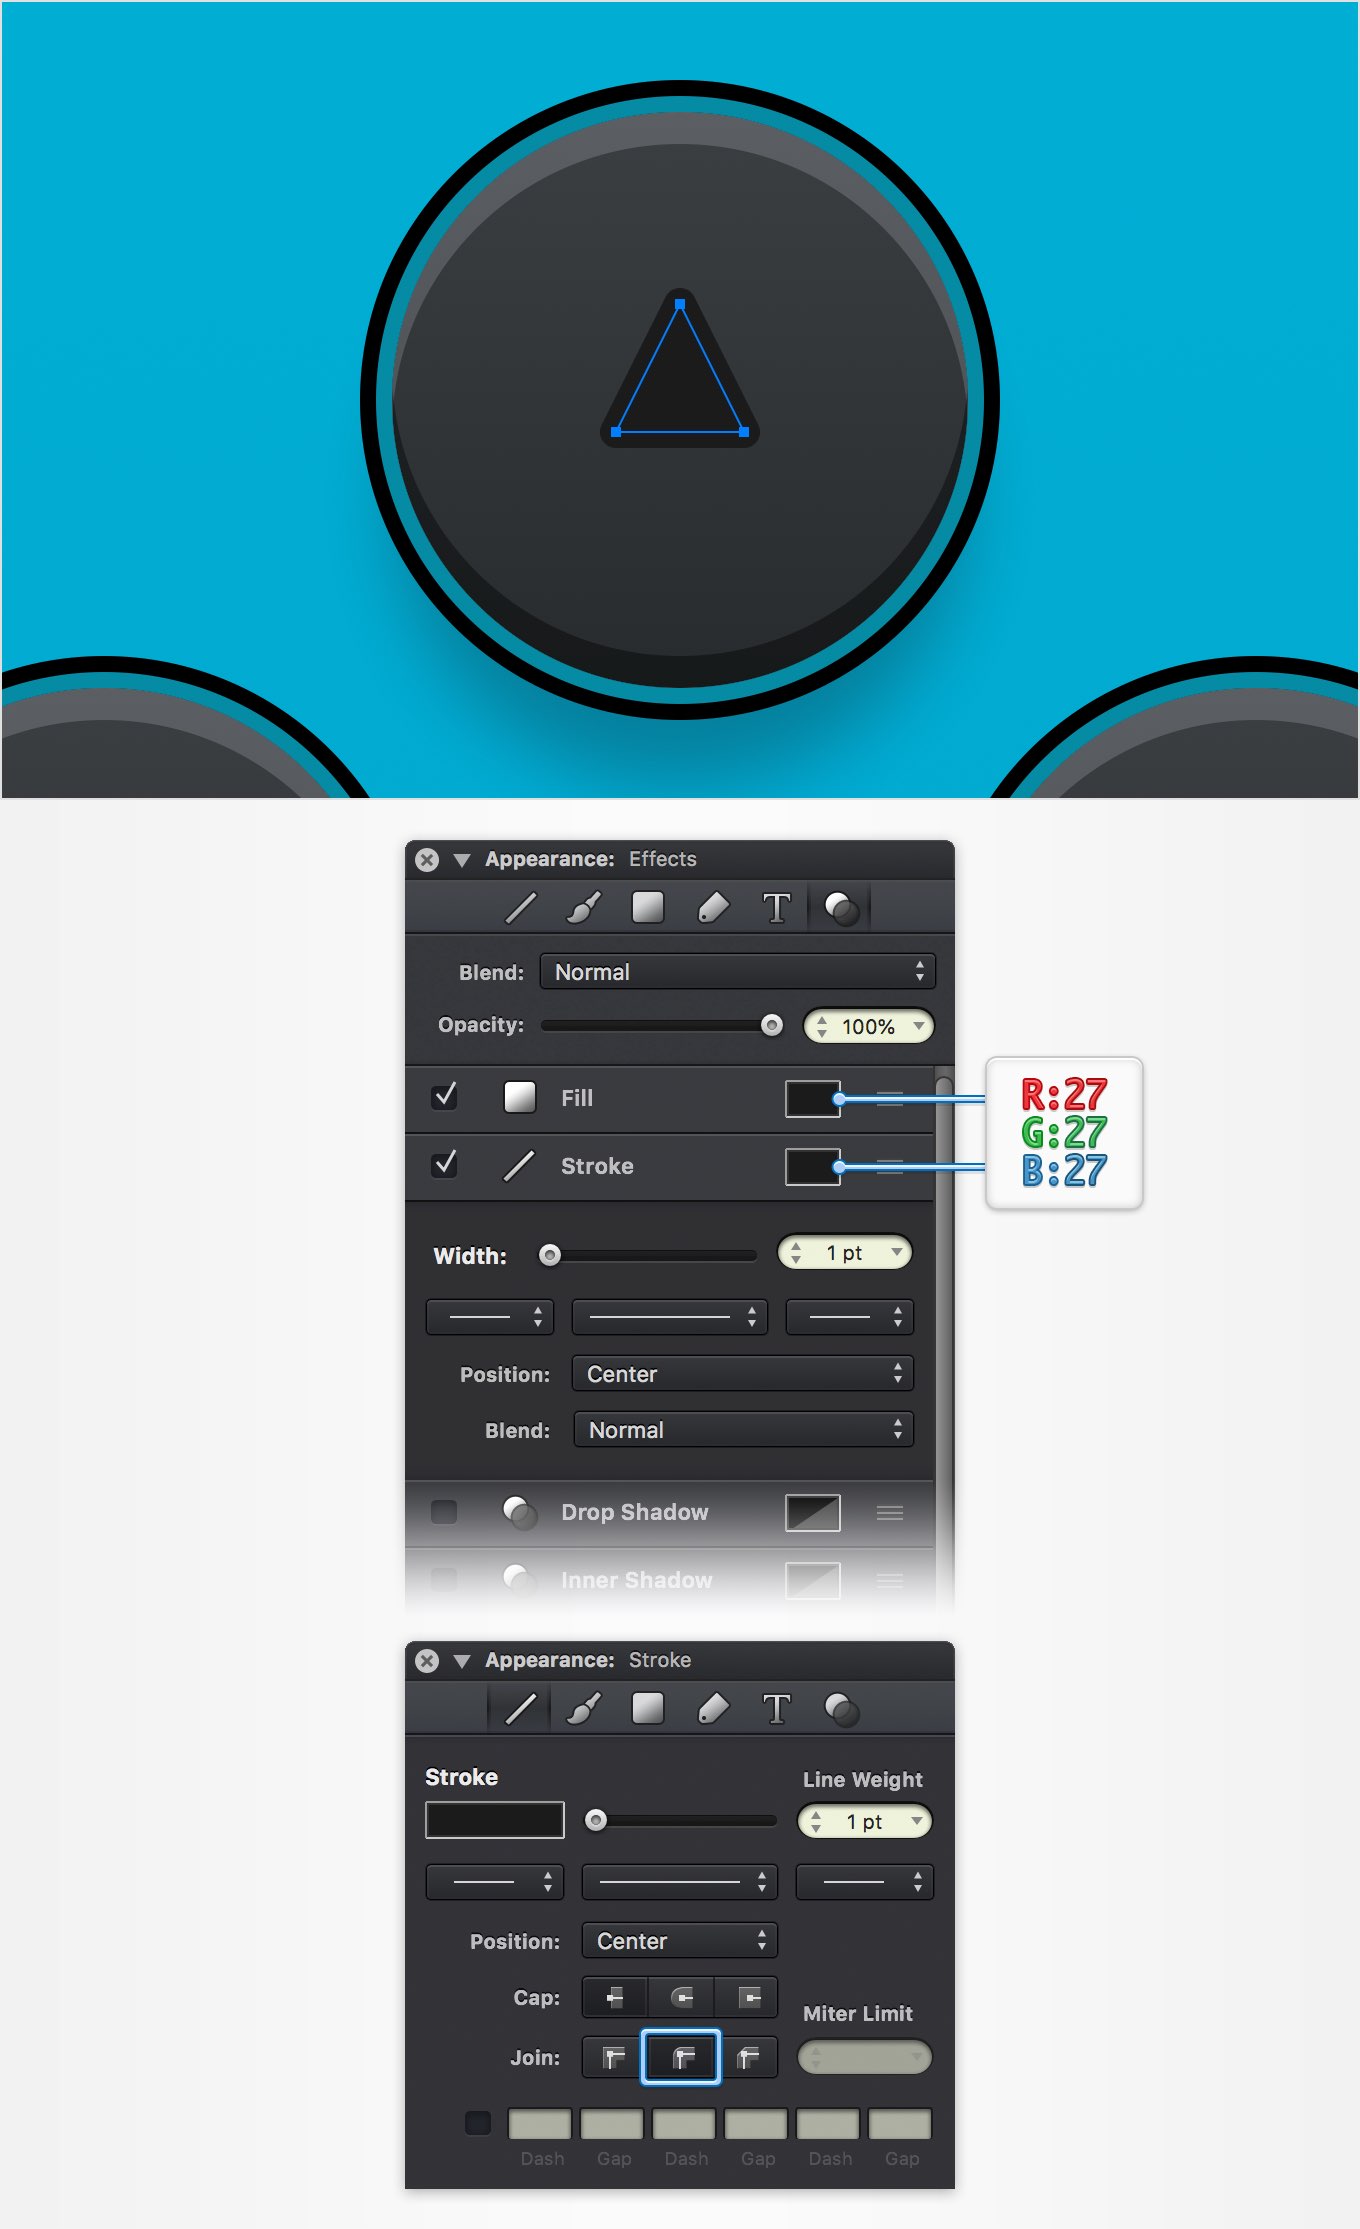 Appearance: Effects
T
Blend: Normal
Opacity: 100%
Fill
Stroke
R:27
G:27
B:27
Width: 1 pt
Position: Center
Blend: Normal
Drop Shadow
Inner Shadow
Appearance: Stroke
T
Stroke Line Weight
1 pt
Position: Center
Cap:
Miter Limit
Join:
Dash Gap Dash Gap Dash Gap